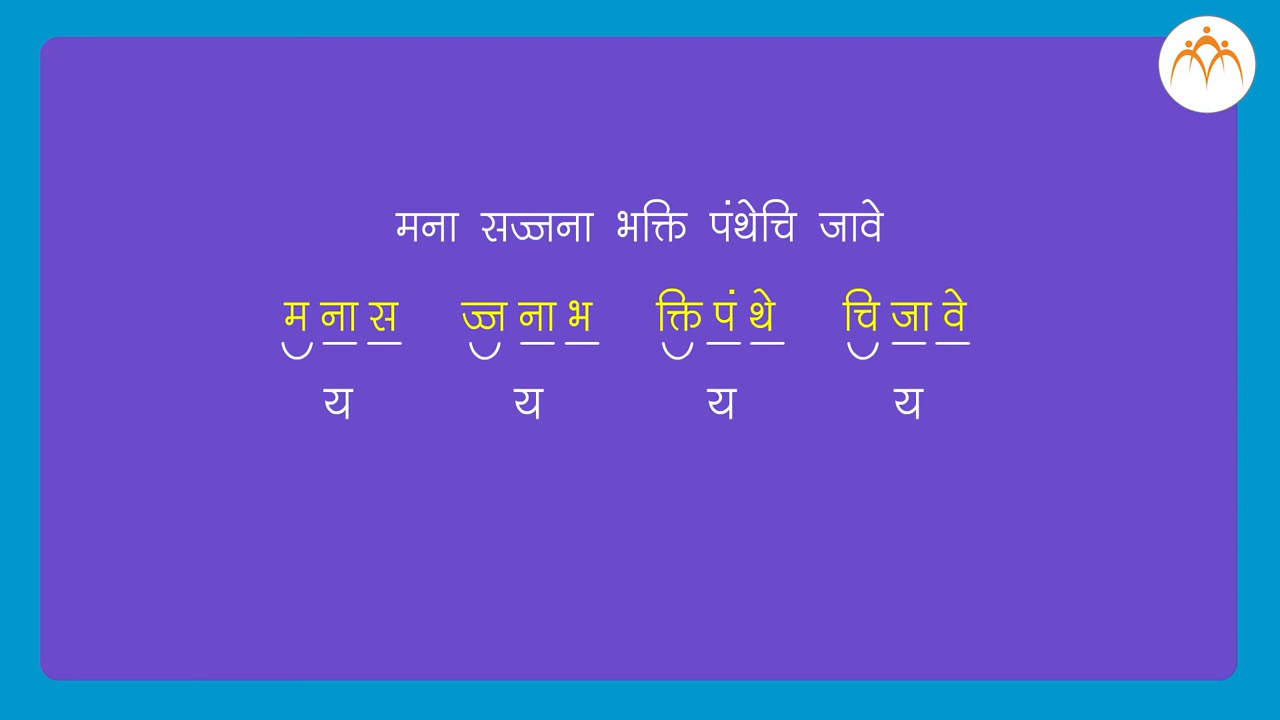 मना सज्जना भक्ति पंथेचि जावे
म ना स ज्ज ना भ क्ति पं थे चि जा वे
य य य य